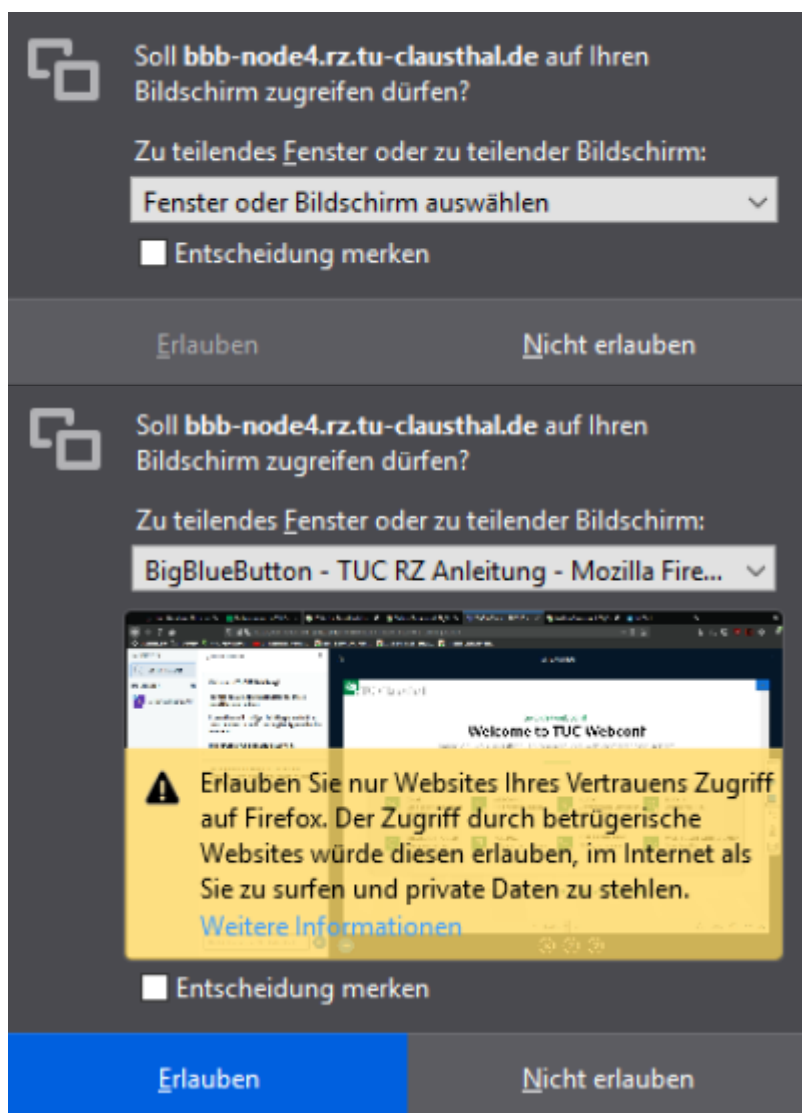 Soll bbb-node4.rz.tu-clausthal.de auf Ihren
Bildschirm zugreifen dürfen?
Zu teilendes Fenster oder zu teilender Bildschirm:
Fenster oder Bildschirm auswählen
Entscheidung merken
Erlauben
Nicht erlauben
Soll bbb-node4.rz.tu-clausthal.de auf Ihren
Bildschirm zugreifen dürfen?
Zu teilendes Fenster oder zu teilender Bildschirm:
BigBlueButton - TUC RZ Anleitung - Mozilla Fire...
Welcome to TUC Webconf
Erlauben Sie nur Websites Ihres Vertrauens Zugriff
auf Firefox. Der Zugriff durch betrügerische
Websites würde diesen erlauben, im Internet als
Sie zu surfen und private Daten zu stehlen.
Weitere Informationen
Entscheidung merken
Erlauben
Nicht erlauben